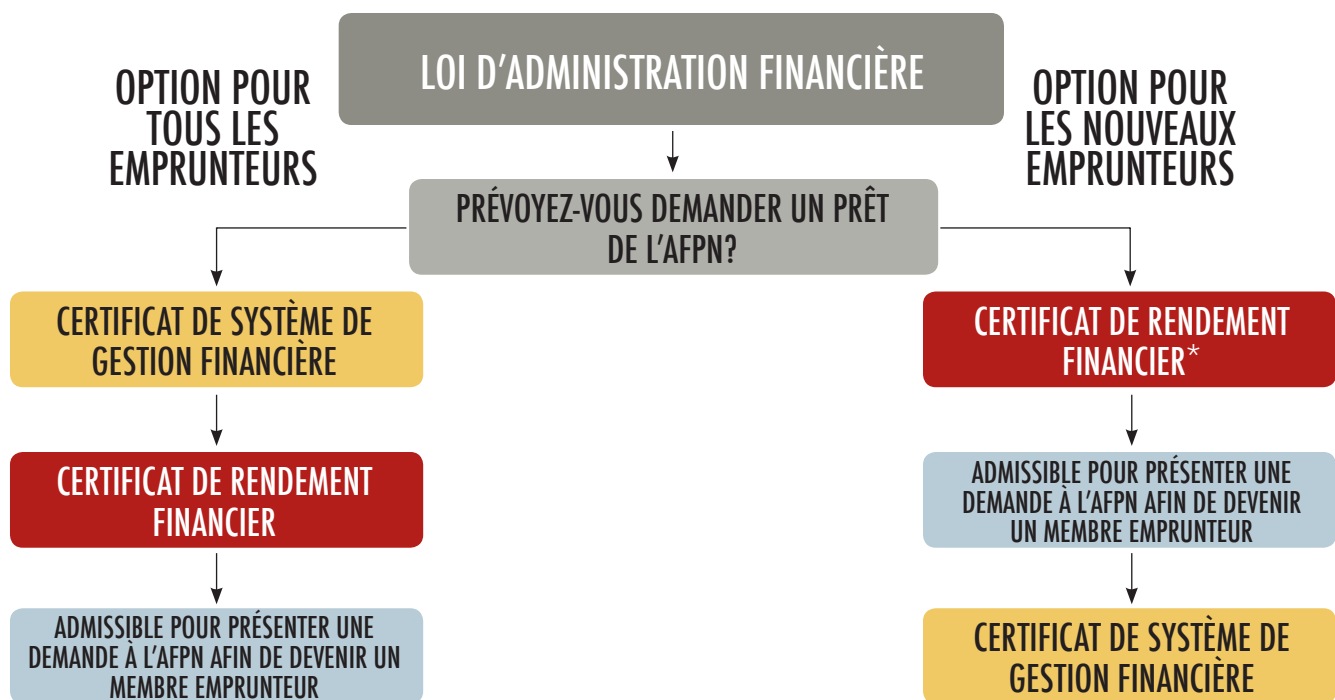 LOI D'ADMINISTRATION FINANCIÈRE
OPTION POUR
TOUS LES
EMPRUNTEURS
OPTION POUR
LES NOUVEAUX
EMPRUNTEURS
PRÉVOYEZ-VOUS DEMANDER UN PRÊT
DE L'AFPN?
CERTIFICAT DE SYSTÈME DE
GESTION FINANCIÈRE
CERTIFICAT DE RENDEMENT
FINANCIER
ADMISSIBLE POUR PRÉSENTER UNE
DEMANDE À L'AFPN AFIN DE DEVENIR UN
MEMBRE EMPRUNTEUR
CERTIFICAT DE RENDEMENT
FINANCIER*
ADMISSIBLE POUR PRÉSENTER UNE
DEMANDE À L'AFPN AFIN DE DEVENIR
UN MEMBRE EMPRUNTEUR
CERTIFICAT DE SYSTÈME DE
GESTION FINANCIÈRE